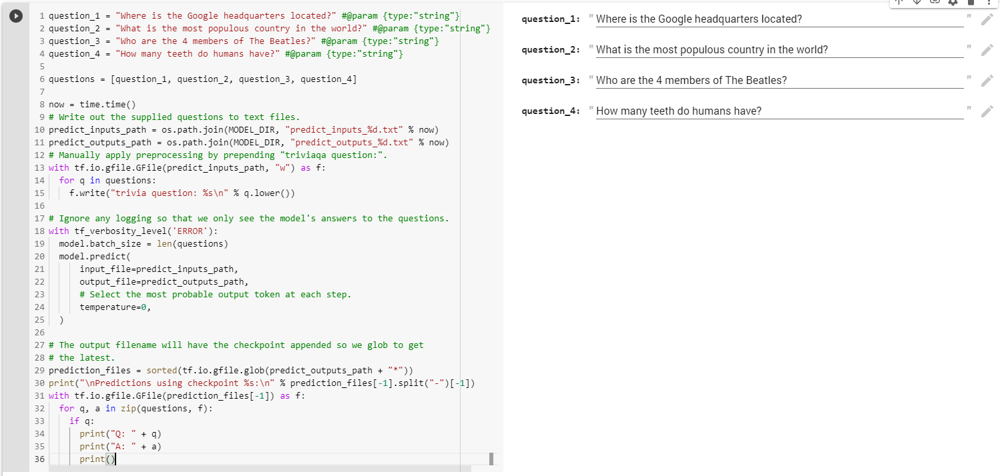 1 question_1 = "Where is the Google headquarters located?" #@param {type:"string"}
2 question_2 = "What is the most populous country in the world?" #@param {type:"string"}
3 question_3 = "Who are the 4 members of The Beatles?" #@param {type:"string"}
4 question_4 = "How many teeth do humans have?" #@param {type:"string"}
5
6 questions = [question_1, question_2, question_3, question_4]
7
8 now = time.time()
9 # Write out the supplied questions to text files.
10 predict_inputs_path = os.path.join(MODEL_DIR, "predict_inputs_%d.txt" % now)
11 predict_outputs_path = os.path.join(MODEL_DIR, "predict_outputs_%d.txt" % now)
12 # Manually apply preprocessing by prepending "triviaqa question:".
13 with tf.io.gfile.GFile(predict_inputs_path, "w") as f:
14   for q in questions:
15     f.write("trivia question: %s\n" % q.lower())
16
17 # Ignore any logging so that we only see the model's answers to the questions.
18 with tf_verbosity_level('ERROR'):
19   model.batch_size = len(questions)
20   model.predict(
21       input_file=predict_inputs_path,
22       output_file=predict_outputs_path,
23       # Select the most probable output token at each step.
24       temperature=0,
25   )
26
27 # The output filename will have the checkpoint appended so we glob to get
28 # the latest.
29 prediction_files = sorted(tf.io.gfile.glob(predict_outputs_path + "*"))
30 print("\nPredictions using checkpoint %s:\n" % prediction_files[-1].split("-")[-1])
31 with tf.io.gfile.GFile(prediction_files[-1]) as f:
32   for q, a in zip(questions, f):
33     if q:
34       print("Q: " + q)
35       print("A: " + a)
36       print()
question_1: " Where is the Google headquarters located? "
question_2: " What is the most populous country in the world? "
question_3: " Who are the 4 members of The Beatles? "
question_4: " How many teeth do humans have? "